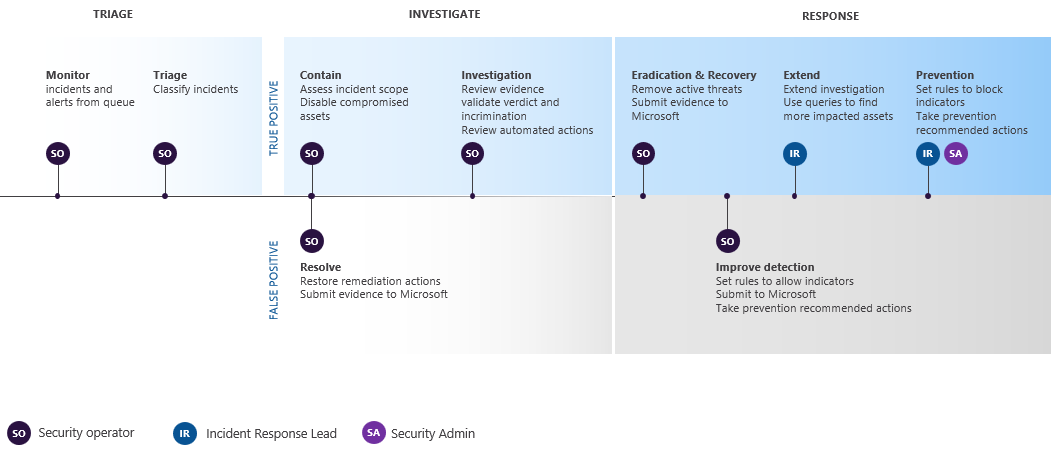 TRIAGE
INVESTIGATE
RESPONSE
TRUE POSITIVE
Monitor
incidents and
alerts from queue
SO
Triage
Classify incidents
SO
Contain
Assess incident scope
Disable compromised
assets
SO
Investigation
Review evidence
validate verdict and
incrimination
Review automated actions
SO
Eradication & Recovery
Remove active threats
Submit evidence to
Microsoft
SO
Extend
Extend investigation
Use queries to find
more impacted assets
IR
Prevention
Set rules to block
indicators
Take prevention
recommended actions
IR SA
FALSE POSITIVE
SO
Resolve
Restore remediation actions
Submit evidence to Microsoft
SO
Improve detection
Set rules to allow indicators
Submit to Microsoft
Take prevention recommended actions
SO Security operator
IR Incident Response Lead
SA Security Admin